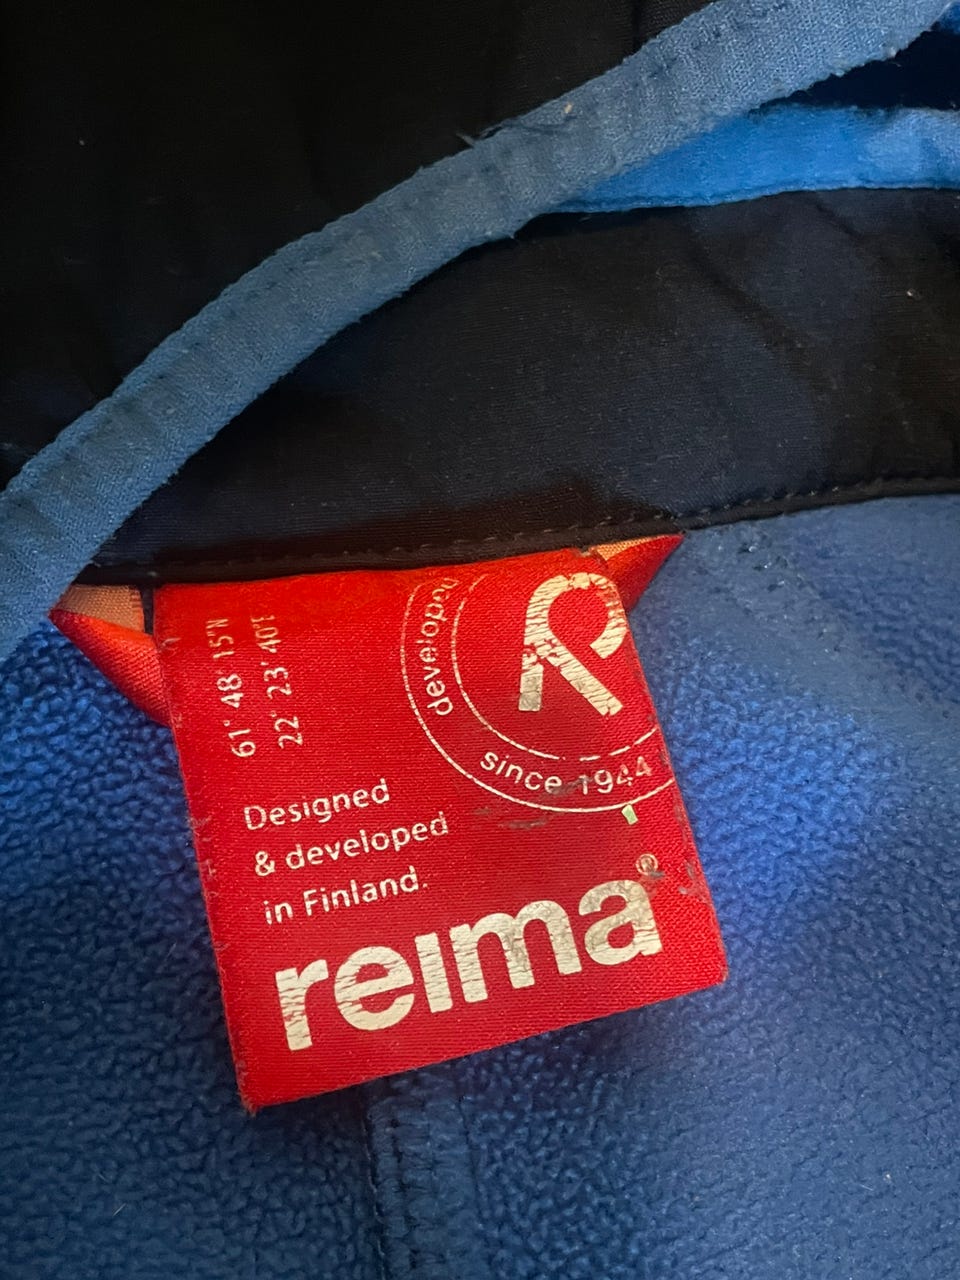 61° 48' 15"N
22° 23' 40"E
developed
since 1944
R
Designed
& developed
in Finland.
reima®